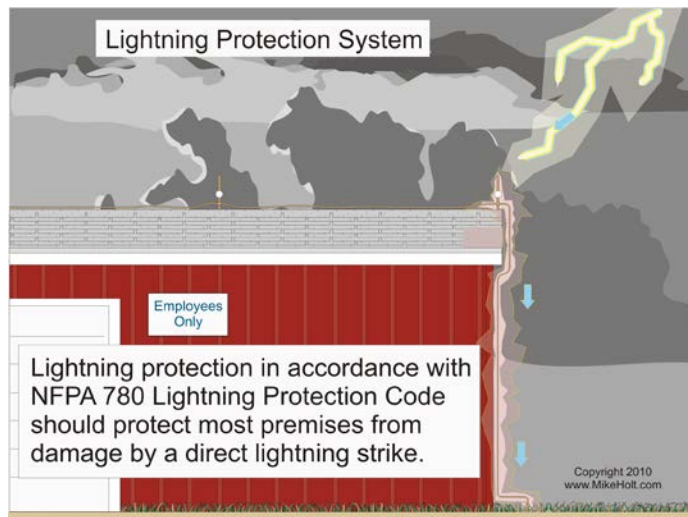 Lightning Protection System
Employees
Only
Lightning protection in accordance with
NFPA 780 Lightning Protection Code
should protect most premises from
damage by a direct lightning strike.
Copyright 2010
www.MikeHolt.com